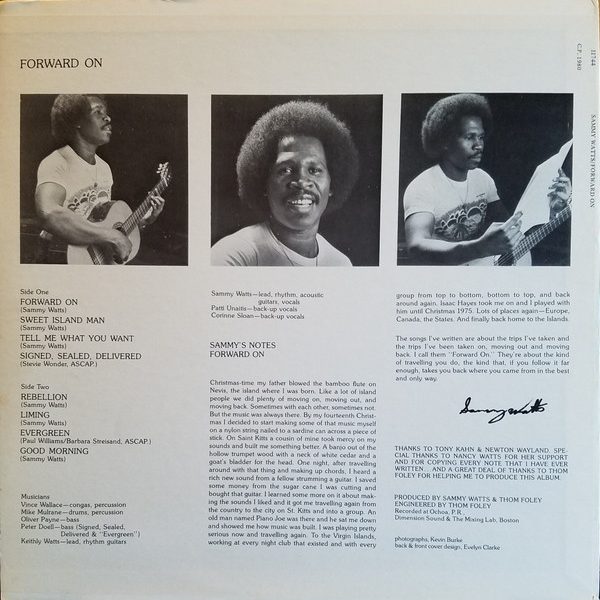 FORWARD ON
Side One
FORWARD ON
(Sammy Watts)
SWEET ISLAND MAN
(Sammy Watts)
TELL ME WHAT YOU WANT
(Sammy Watts)
SIGNED, SEALED, DELIVERED
(Stevie Wonder, ASCAP.)
Side Two
REBELLION
(Sammy Watts)
LIMING
(Sammy Watts)
EVERGREEN
(Paul Williams/Barbara Streisand, ASCAP.)
GOOD MORNING
(Sammy Watts)
Musicians
Vince Wallace—congas, percussion
Mike Mulrane—drums, percussion
Oliver Payne—bass
Peter Doell—bass (Signed, Sealed,
Delivered & "Evergreen")
Keithly Watts—lead, rhythm guitars
Sammy Watts—lead, rhythm, acoustic
guitars, vocals
Patti Unaitis—back-up vocals
Corinne Sloan—back-up vocals
SAMMY'S NOTES
FORWARD ON
Christmas-time my father blowed the bamboo flute on
Nevis, the island where I was born. Like a lot of island
people we did plenty of moving on, moving out, and
moving back. Sometimes with each other, sometimes not.
But the music was always there. By my fourteenth Christ-
mas I decided to start making some of that music myself
on a nylon string nailed to a sardine can across a piece of
stick. On Saint Kitts a cousin of mine took mercy on my
sounds and built me something better. A banjo out of the
hollow trumpet wood with a neck of white cedar and a
goat's bladder for the head. One night, after travelling
around with that thing and making up chords, I heard a
rich new sound from a fellow strumming a guitar. I saved
some money from the sugar cane I was cutting and
bought that guitar. I learned some more on it about mak-
ing the sounds I liked and it got me travelling again from
the country to the city on St. Kitts and into a group. An
old man named Piano Joe was there and he sat me down
and showed me how music was built. I was playing pretty
serious now and travelling again. To the Virgin Islands,
working at every night club that existed and with every
group from top to bottom, bottom to top, and back
around again. Isaac Hayes took me on and I played with
him until Christmas 1975. Lots of places again—Europe,
Canada, the States. And finally back home to the Islands.
The songs I've written are about the trips I've taken and
the trips I've been taken on, moving out and moving
back. I call them "Forward On." They're about the kind
of travelling you do, the kind that, if you follow it far
enough, takes you back where you came from in the best
and only way.
Sammy Watts
THANKS TO TONY KAHN & NEWTON WAYLAND. SPE-
CIAL THANKS TO NANCY WATTS FOR HER SUPPORT
AND FOR COPYING EVERY NOTE THAT I HAVE EVER
WRITTEN... AND A GREAT DEAL OF THANKS TO THOM
FOLEY FOR HELPING ME TO PRODUCE THIS ALBUM.
PRODUCED BY SAMMY WATTS & THOM FOLEY
ENGINEERED BY THOM FOLEY
Recorded at Ochoa, P.R.,
Dimension Sound & The Mixing Lab, Boston
photographs, Kevin Burke
back & front cover design, Evelyn Clarke
C.P. 1980
11744
SAMMY WATTS/FORWARD ON